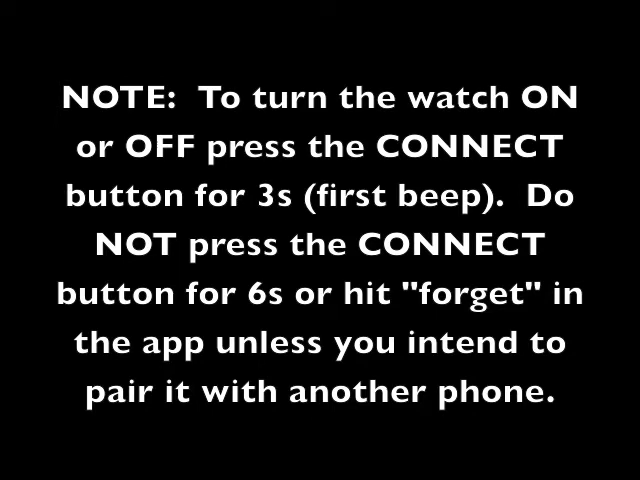 NOTE:  To turn the watch ON
or OFF press the CONNECT
button for 3s (first beep).  Do
NOT press the CONNECT
button for 6s or hit "forget" in
the app unless you intend to
pair it with another phone.